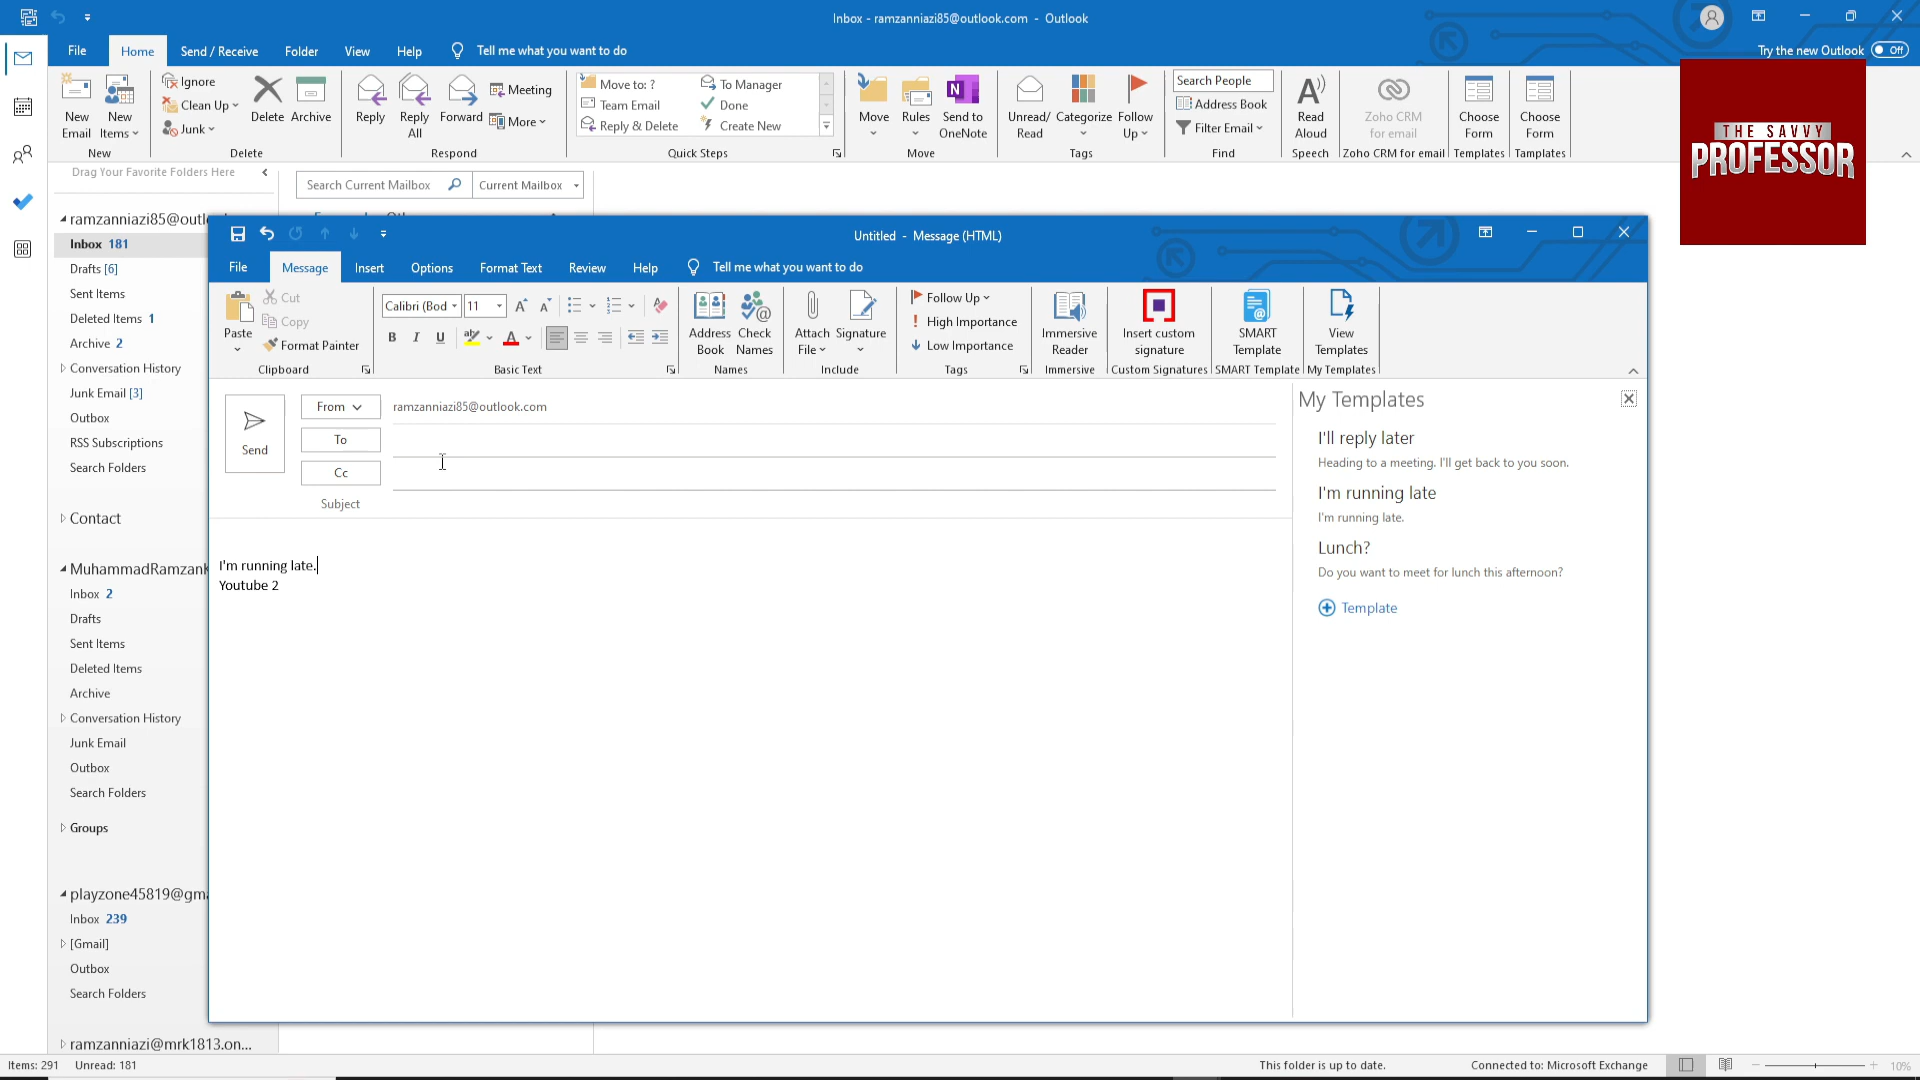 Inbox - ramzanniazi85@outlook.com - Outlook
File Home Send / Receive Folder View Help Tell me what you want to do
Try the new Outlook Off
New Email
New Items
Ignore
Clean Up
Junk
Delete
Archive
Reply
Reply All
Forward
Meeting
More
Move to: ?
Team Email
Reply & Delete
To Manager
Done
Create New
Move
Rules
Send to OneNote
Unread/ Read
Categorize
Follow Up
Search People
Address Book
Filter Email
Read Aloud
Zoho CRM for email
Choose Form
Choose Form
New Delete Respond Quick Steps Move Tags Find Speech Zoho CRM for email Templates Tamplates
THE SAVVY
PROFESSOR
Drag Your Favorite Folders Here
Search Current Mailbox
Current Mailbox
ramzanniazi85@outl
Inbox 181
Drafts [6]
Sent Items
Deleted Items 1
Archive 2
Conversation History
Junk Email [3]
Outbox
RSS Subscriptions
Search Folders
Contact
MuhammadRamzank
Inbox 2
Drafts
Sent Items
Deleted Items
Archive
Conversation History
Junk Email
Outbox
Search Folders
Groups
playzone45819@gm
Inbox 239
[Gmail]
Outbox
Search Folders
ramzanniazi@mrk1813.on...
Untitled - Message (HTML)
File Message Insert Options Format Text Review Help Tell me what you want to do
Paste
Cut
Copy
Format Painter
Calibri (Bod 11
B I U
Address Book
Check Names
Attach File
Signature
Follow Up
High Importance
Low Importance
Immersive Reader
Insert custom signature
SMART Template
View Templates
Clipboard Basic Text Names Include Tags Immersive Custom Signatures SMART Template My Templates
Send
From ramzanniazi85@outlook.com
To
Cc
Subject
I'm running late.
Youtube 2
My Templates
I'll reply later
Heading to a meeting. I'll get back to you soon.
I'm running late
I'm running late.
Lunch?
Do you want to meet for lunch this afternoon?
Template
Items: 291 Unread: 181
This folder is up to date.
Connected to: Microsoft Exchange
10%